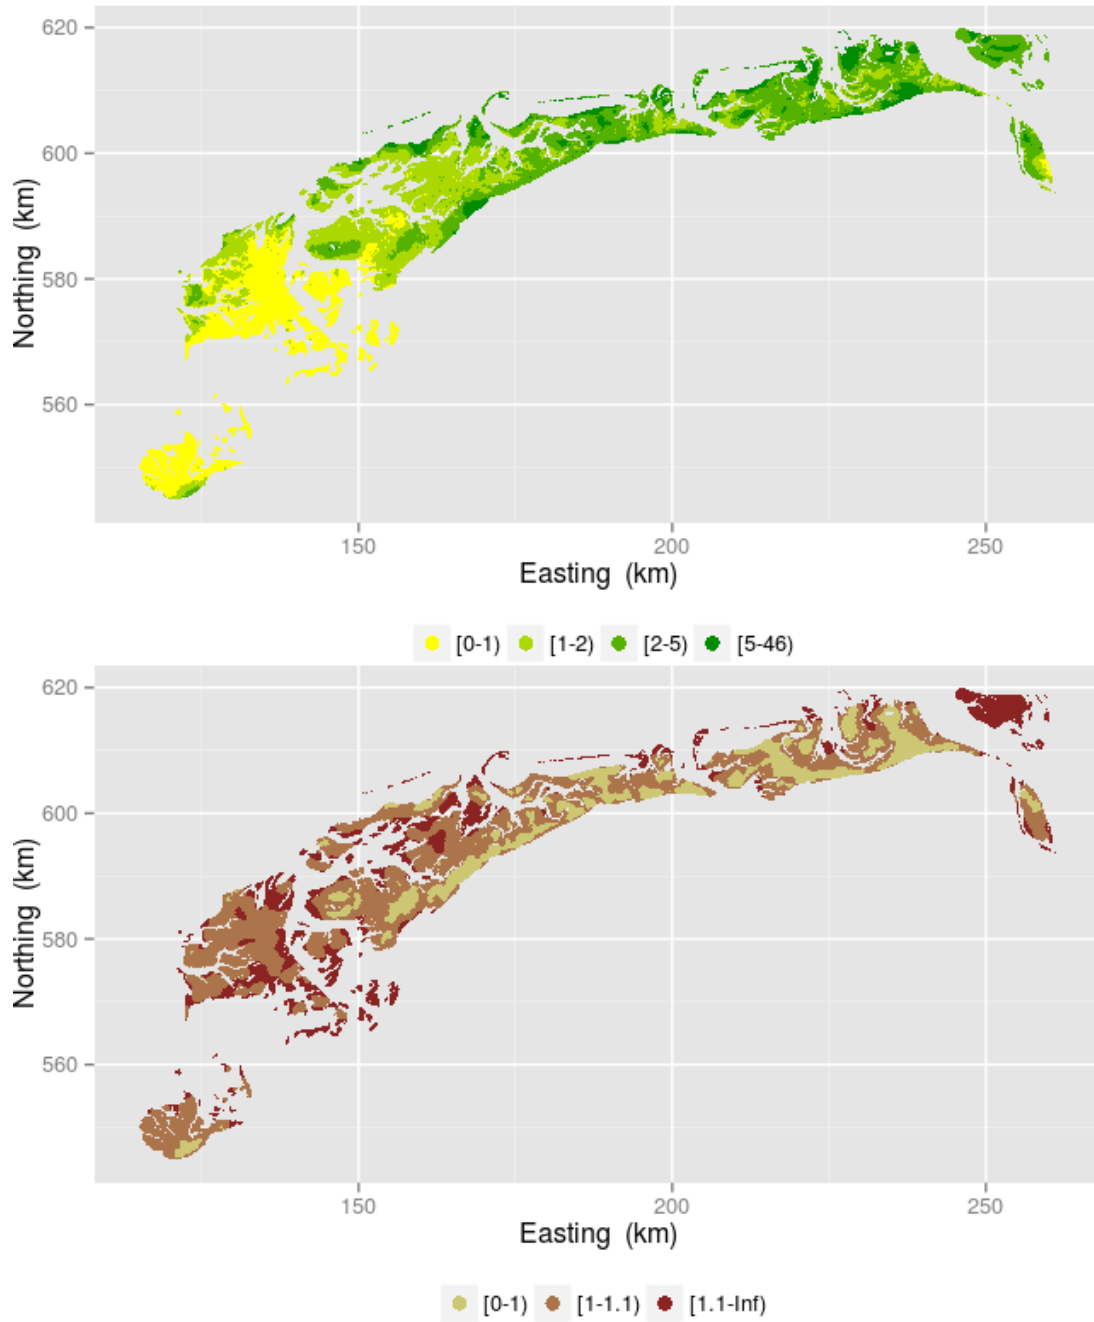 620
600
580
560
Northing (km)
150 200 250
Easting (km)
[0-1) [1-2) [2-5) [5-46)
620
600
580
560
Northing (km)
150 200 250
Easting (km)
[0-1) [1-1.1) [1.1-Inf)